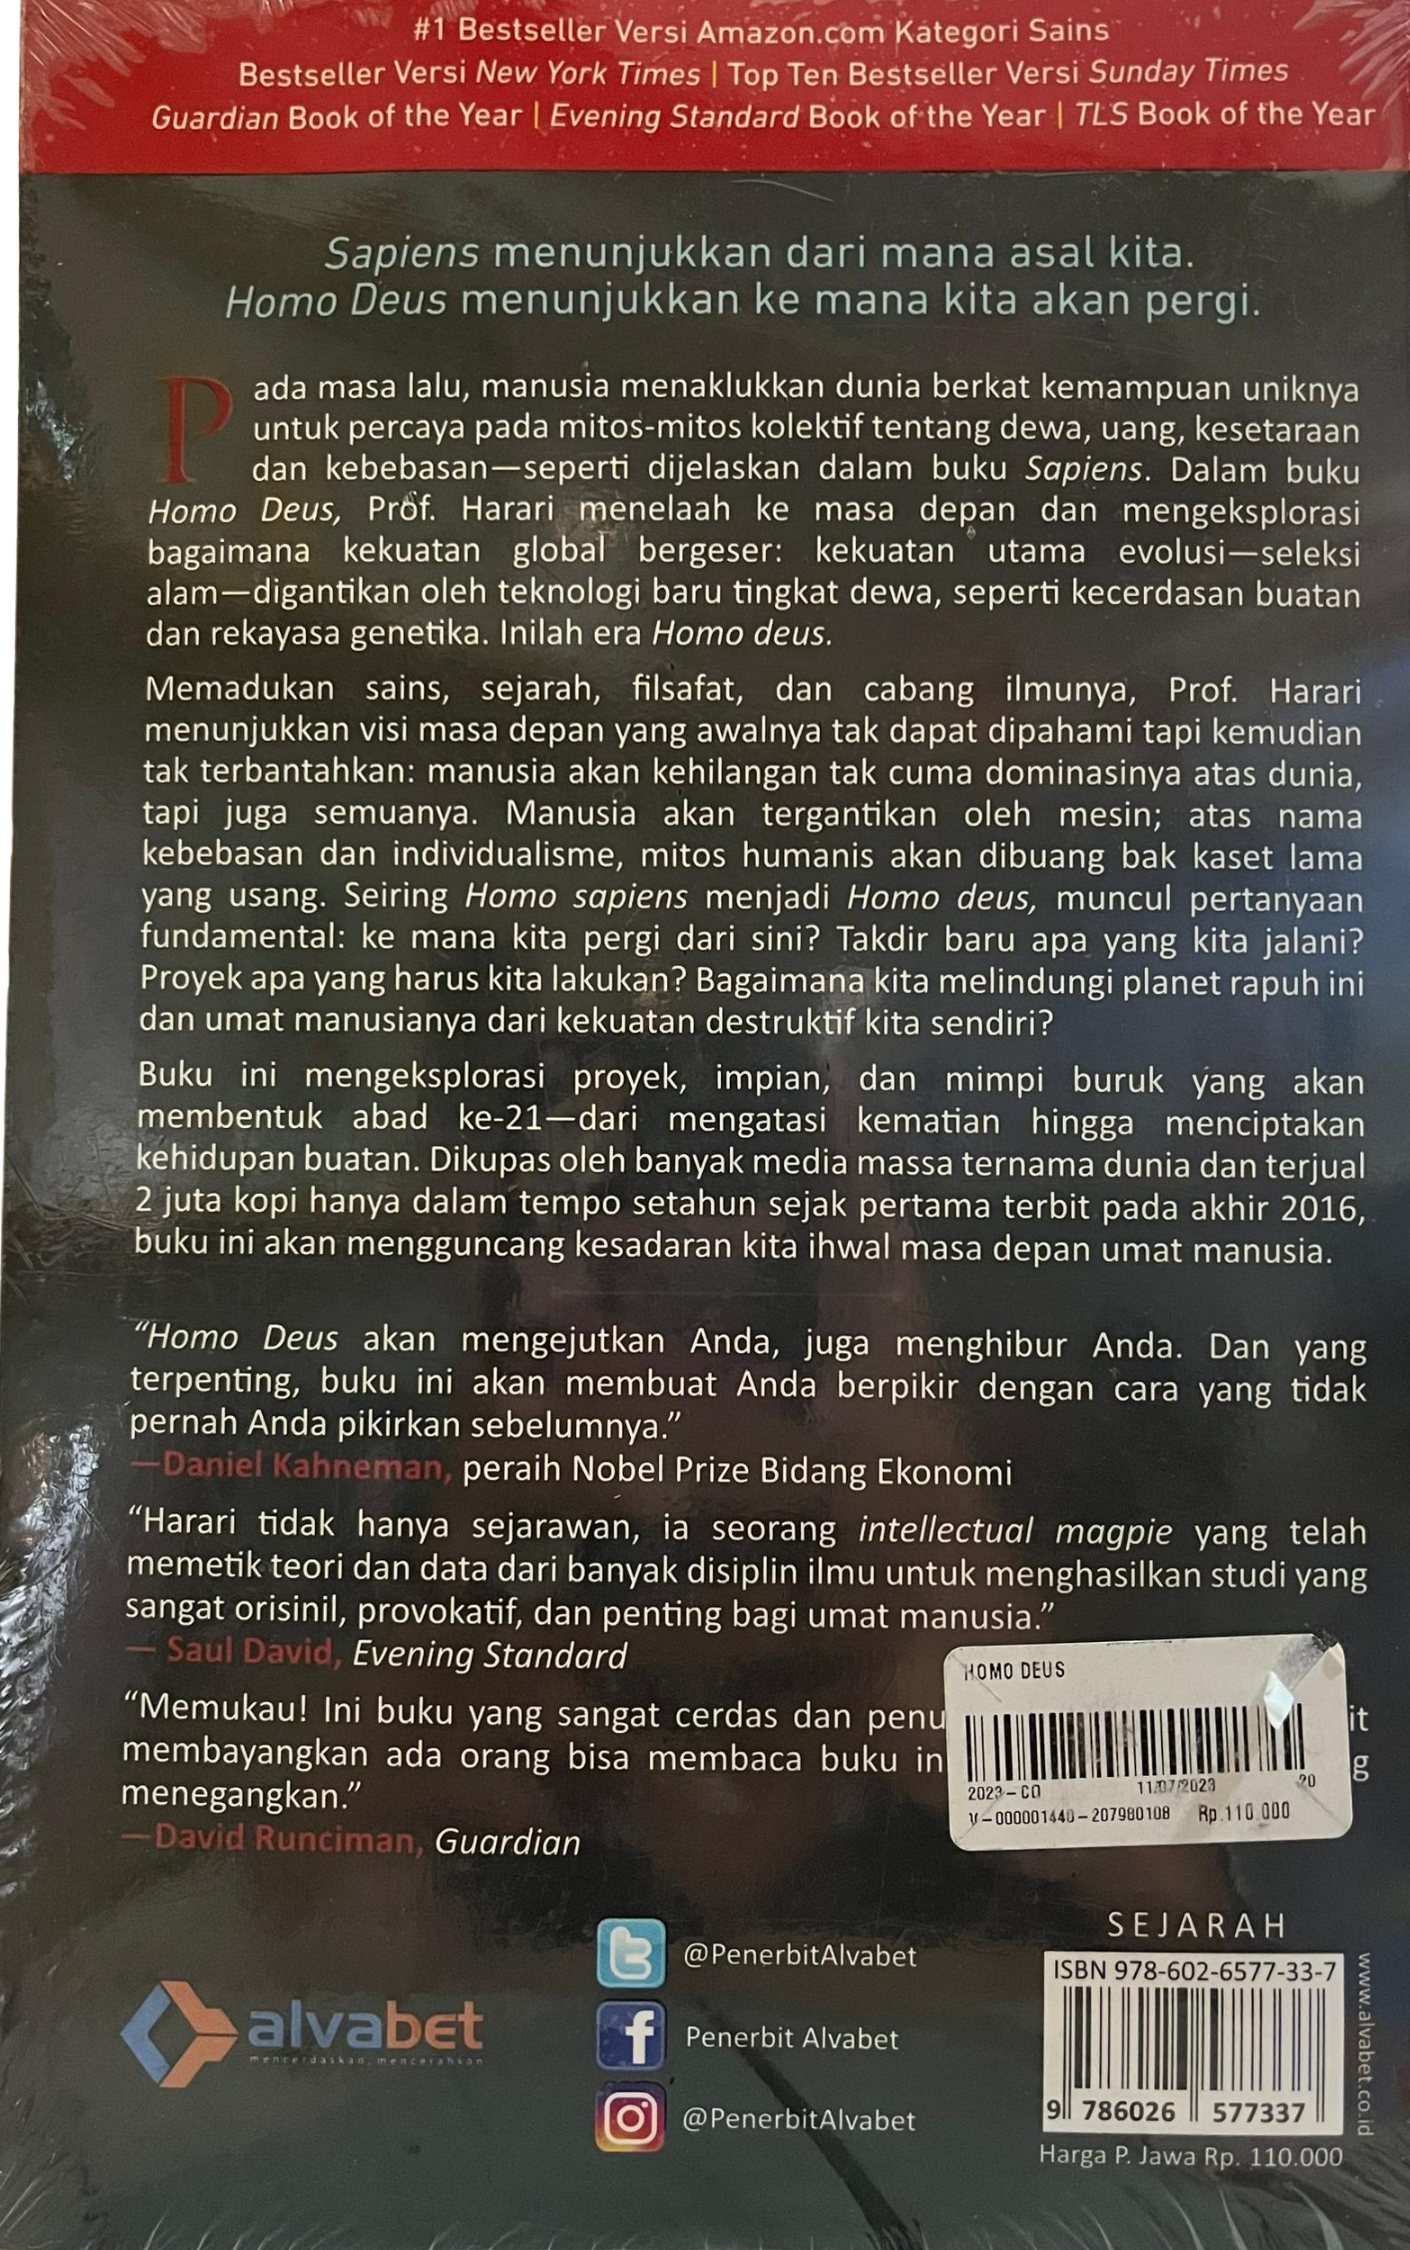 #1 Bestseller Versi Amazon.com Kategori Sains
Bestseller Versi New York Times | Top Ten Bestseller Versi Sunday Times
Guardian Book of the Year | Evening Standard Book of the Year | TLS Book of the Year
Sapiens menunjukkan dari mana asal kita.
Homo Deus menunjukkan ke mana kita akan pergi.
Pada masa lalu, manusia menaklukkan dunia berkat kemampuan uniknya
untuk percaya pada mitos-mitos kolektif tentang dewa, uang, kesetaraan
dan kebebasan—seperti dijelaskan dalam buku Sapiens. Dalam buku
Homo Deus, Prof. Harari menelaah ke masa depan dan mengeksplorasi
bagaimana kekuatan global bergeser: kekuatan utama evolusi—seleksi
alam—digantikan oleh teknologi baru tingkat dewa, seperti kecerdasan buatan
dan rekayasa genetika. Inilah era Homo deus.
Memadukan sains, sejarah, filsafat, dan cabang ilmunya, Prof. Harari
menunjukkan visi masa depan yang awalnya tak dapat dipahami tapi kemudian
tak terbantahkan: manusia akan kehilangan tak cuma dominasinya atas dunia,
tapi juga semuanya. Manusia akan tergantikan oleh mesin; atas nama
kebebasan dan individualisme, mitos humanis akan dibuang bak kaset lama
yang usang. Seiring Homo sapiens menjadi Homo deus, muncul pertanyaan
fundamental: ke mana kita pergi dari sini? Takdir baru apa yang kita jalani?
Proyek apa yang harus kita lakukan? Bagaimana kita melindungi planet rapuh ini
dan umat manusianya dari kekuatan destruktif kita sendiri?
Buku ini mengeksplorasi proyek, impian, dan mimpi buruk yang akan
membentuk abad ke-21—dari mengatasi kematian hingga menciptakan
kehidupan buatan. Dikupas oleh banyak media massa ternama dunia dan terjual
2 juta kopi hanya dalam tempo setahun sejak pertama terbit pada akhir 2016,
buku ini akan mengguncang kesadaran kita ihwal masa depan umat manusia.
“Homo Deus akan mengejutkan Anda, juga menghibur Anda. Dan yang
terpenting, buku ini akan membuat Anda berpikir dengan cara yang tidak
pernah Anda pikirkan sebelumnya.”
—Daniel Kahneman, peraih Nobel Prize Bidang Ekonomi
“Harari tidak hanya sejarawan, ia seorang intellectual magpie yang telah
memetik teori dan data dari banyak disiplin ilmu untuk menghasilkan studi yang
sangat orisinil, provokatif, dan penting bagi umat manusia.”
— Saul David, Evening Standard
“Memukau! Ini buku yang sangat cerdas dan penu it
membayangkan ada orang bisa membaca buku in g
menegangkan.”
—David Runciman, Guardian
HOMO DEUS
2023-CO 11/07/2023 20
V-000001440-207980108 Rp.110.000
@PenerbitAlvabet
Penerbit Alvabet
@PenerbitAlvabet
alvabet
mencerdaskan, mencerahkan
SEJARAH
ISBN 978-602-6577-33-7
9 786026 577337
Harga P. Jawa Rp. 110.000
www.alvabet.co.id